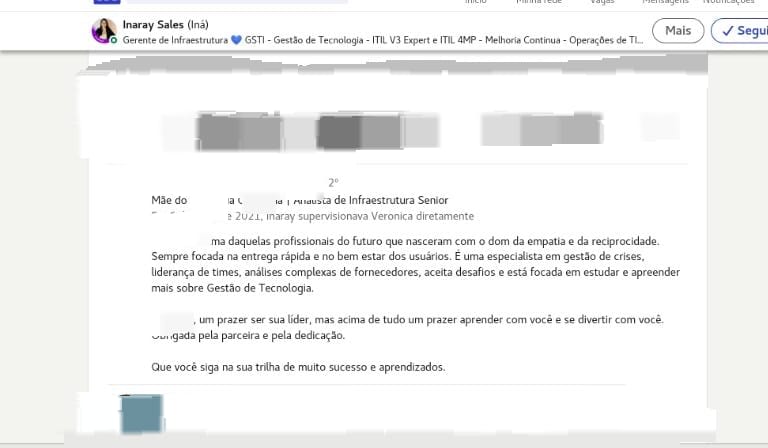 Início Minha rede Vagas Mensagens Notificações
Inaray Sales (Iná)
Gerente de Infraestrutura 💙 GSTI - Gestão de Tecnologia - ITIL V3 Expert e ITIL 4MP - Melhoria Continua - Operações de TI...
Mais
✓ Segui
2º
Mãe do | Analista de Infraestrutura Senior
de 2021, Inaray supervisionava Veronica diretamente
uma daquelas profissionais do futuro que nasceram com o dom da empatia e da reciprocidade.
Sempre focada na entrega rápida e no bem estar dos usuários. É uma especialista em gestão de crises,
liderança de times, análises complexas de fornecedores, aceita desafios e está focada em estudar e apreender
mais sobre Gestão de Tecnologia.
, um prazer ser sua líder, mas acima de tudo um prazer aprender com você e se divertir com você.
Obrigada pela parceira e pela dedicação.
Que você siga na sua trilha de muito sucesso e aprendizados.